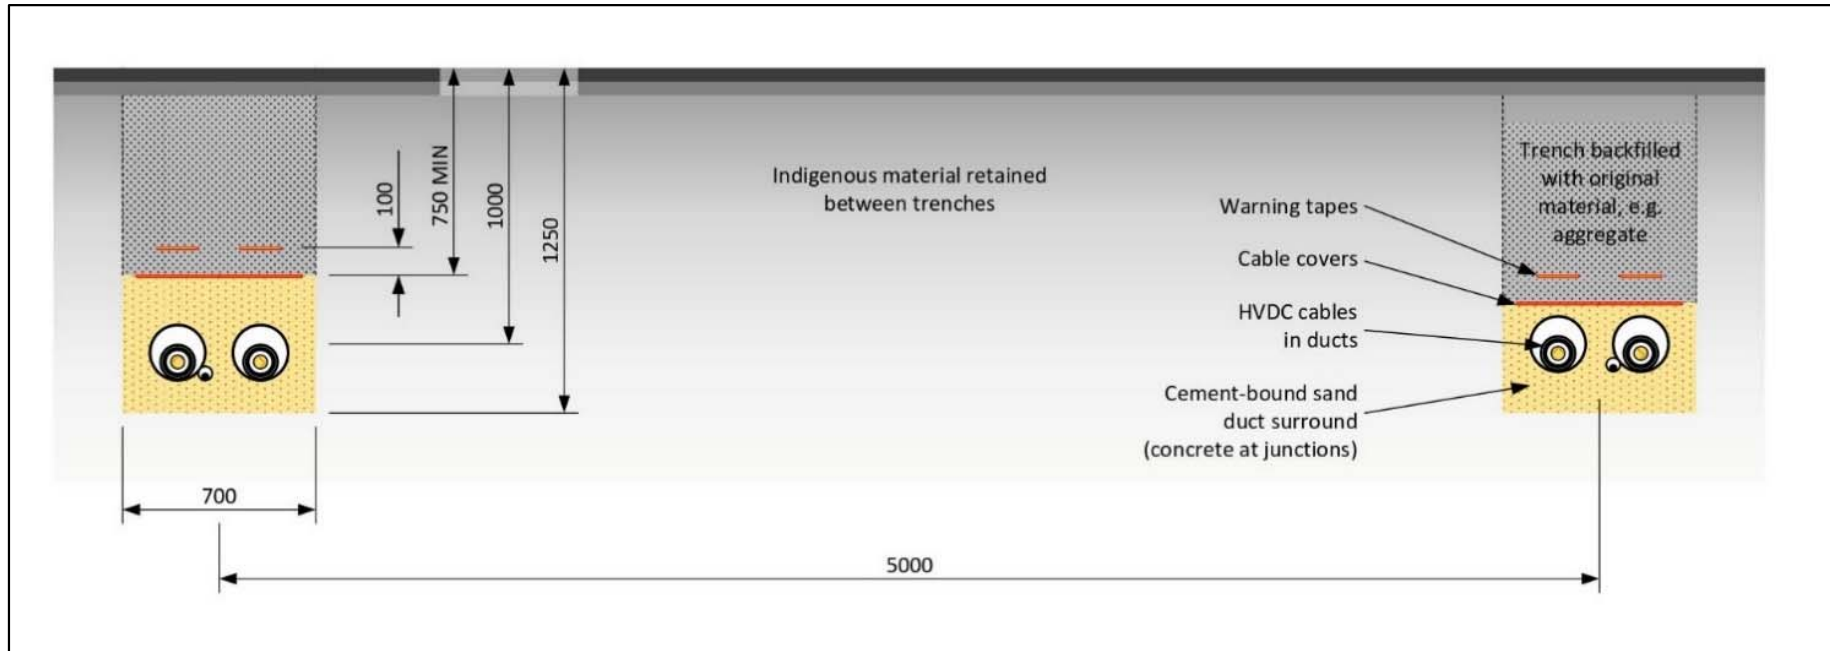 100
750 MIN
1000
1250
Indigenous material retained
between trenches
Trench backfilled
with original
material, e.g.
aggregate
Warning tapes
Cable covers
HVDC cables
in ducts
Cement-bound sand
duct surround
(concrete at junctions)
700
5000